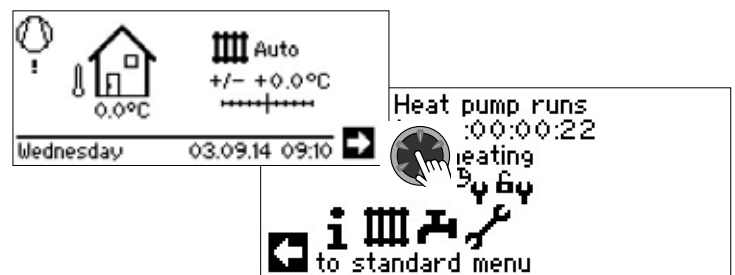 Auto
+/- +0.0°C
0.0°C
Wednesday 03.09.14 09:10
Heat pump runs
:00:00:22
to standard menu